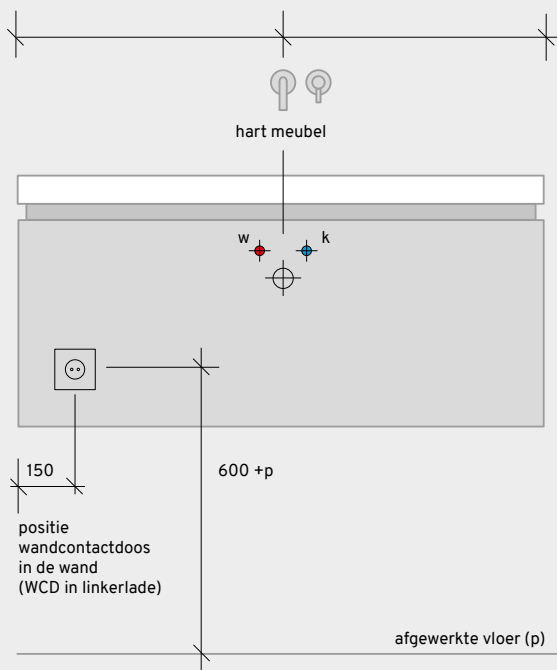 hart meubel
w
k
150
600 +p
positie
wandcontactdoos
in de wand
(WCD in linkerlade)
afgewerkte vloer (p)